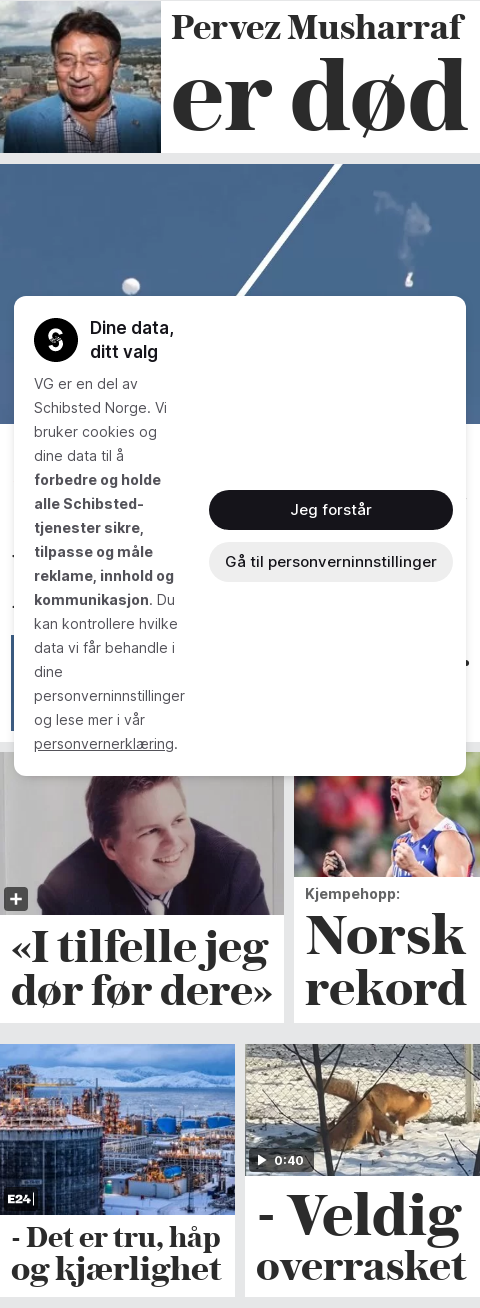 Pervez Musharraf
er død
Dine data,
ditt valg
VG er en del av
Schibsted Norge. Vi
bruker cookies og
dine data til å
forbedre og holde
alle Schibsted-
tjenester sikre,
tilpasse og måle
reklame, innhold og
kommunikasjon. Du
kan kontrollere hvilke
data vi får behandle i
dine
personverninnstillinger
og lese mer i vår
personvernerklæring.
Jeg forstår
Gå til personverninnstillinger
«I tilfelle jeg
dør før dere»
Kjempehopp:
Norsk
rekord
E24
- Det er tru, håp
og kjærlighet
0:40
- Veldig
overrasket